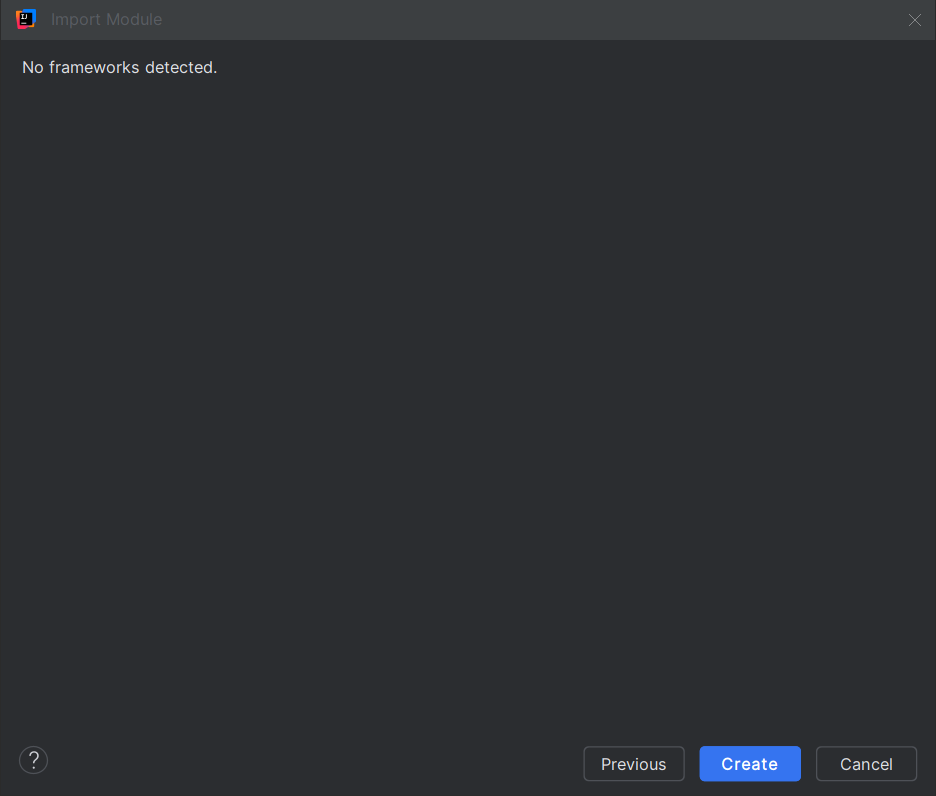 Import Module
No frameworks detected.
? Previous Create Cancel